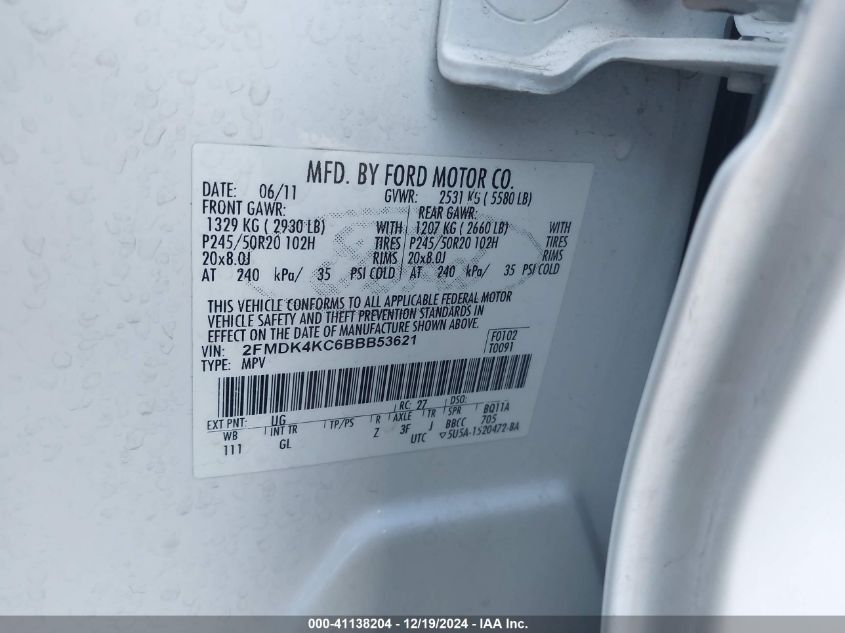 MFD. BY FORD MOTOR CO.
DATE: 06/11 GVWR: 2531 KG ( 5580 LB)
FRONT GAWR: REAR GAWR:
1329 KG ( 2930 LB) WITH 1207 KG ( 2660 LB) WITH
P245/50R20 102H TIRES P245/50R20 102H TIRES
20x8.0J RIMS 20x8.0J RIMS
AT 240 kPa/ 35 PSI COLD AT 240 kPa/ 35 PSI COLD
THIS VEHICLE CONFORMS TO ALL APPLICABLE FEDERAL MOTOR
VEHICLE SAFETY AND THEFT PREVENTION STANDARDS IN
EFFECT ON THE DATE OF MANUFACTURE SHOWN ABOVE.
VIN: 2FMDK4KC6BBB53621 F0102
TYPE: MPV T0091
EXT PNT: UG RC: 27 DSO:
WB INT TR TP/PS R AXLE TR SPR BQ11A
111 GL Z 3F J BBCC 705
UTC ▽5U5A-1520472-BA
000-41138204 - 12/19/2024 - IAA Inc.